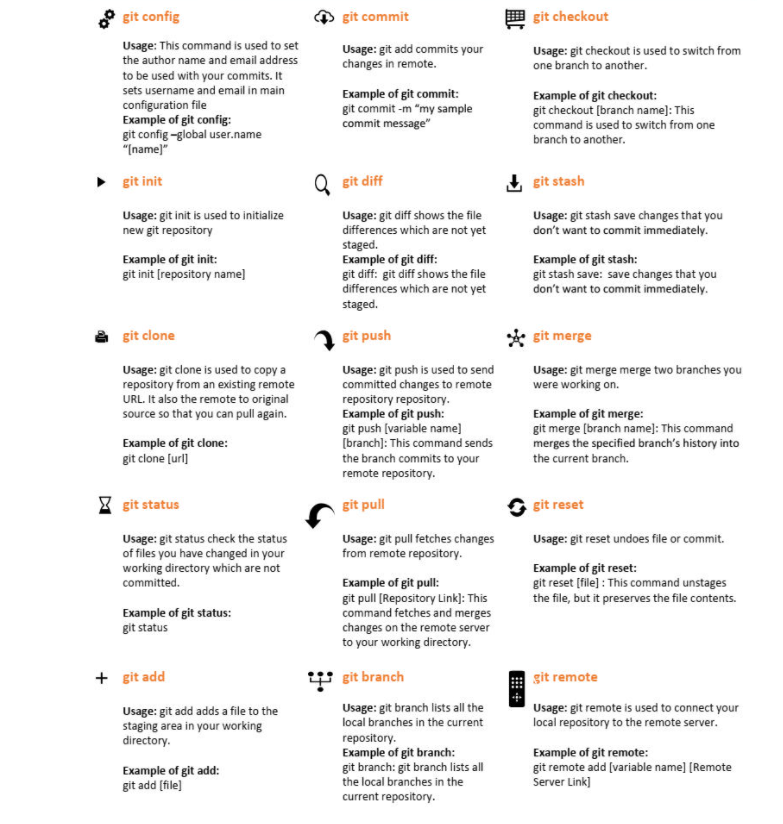 git config
Usage: This command is used to set
the author name and email address
to be used with your commits. It
sets username and email in main
configuration file
Example of git config:
git config –global user.name
“[name]”
git init
Usage: git init is used to initialize
new git repository
Example of git init:
git init [repository name]
git clone
Usage: git clone is used to copy a
repository from an existing remote
URL. It also the remote to original
source so that you can pull again.
Example of git clone:
git clone [url]
git status
Usage: git status check the status
of files you have changed in your
working directory which are not
committed.
Example of git status:
git status
git add
Usage: git add adds a file to the
staging area in your working
directory.
Example of git add:
git add [file]
git commit
Usage: git add commits your
changes in remote.
Example of git commit:
git commit -m “my sample
commit message”
git diff
Usage: git diff shows the file
differences which are not yet
staged.
Example of git diff:
git diff: git diff shows the file
differences which are not yet
staged.
git push
Usage: git push is used to send
committed changes to remote
repository repository.
Example of git push:
git push [variable name]
[branch]: This command sends
the branch commits to your
remote repository.
git pull
Usage: git pull fetches changes
from remote repository.
Example of git pull:
git pull [Repository Link]: This
command fetches and merges
changes on the remote server
to your working directory.
git branch
Usage: git branch lists all the
local branches in the current
repository.
Example of git branch:
git branch: git branch lists all
the local branches in the
current repository.
git checkout
Usage: git checkout is used to switch from
one branch to another.
Example of git checkout:
git checkout [branch name]: This
command is used to switch from one
branch to another.
git stash
Usage: git stash save changes that you
don’t want to commit immediately.
Example of git stash:
git stash save: save changes that you
don’t want to commit immediately.
git merge
Usage: git merge merge two branches you
were working on.
Example of git merge:
git merge [branch name]: This command
merges the specified branch’s history into
the current branch.
git reset
Usage: git reset undoes file or commit.
Example of git reset:
git reset [file] : This command unstages
the file, but it preserves the file contents.
git remote
Usage: git remote is used to connect your
local repository to the remote server.
Example of git remote:
git remote add [variable name] [Remote
Server Link]